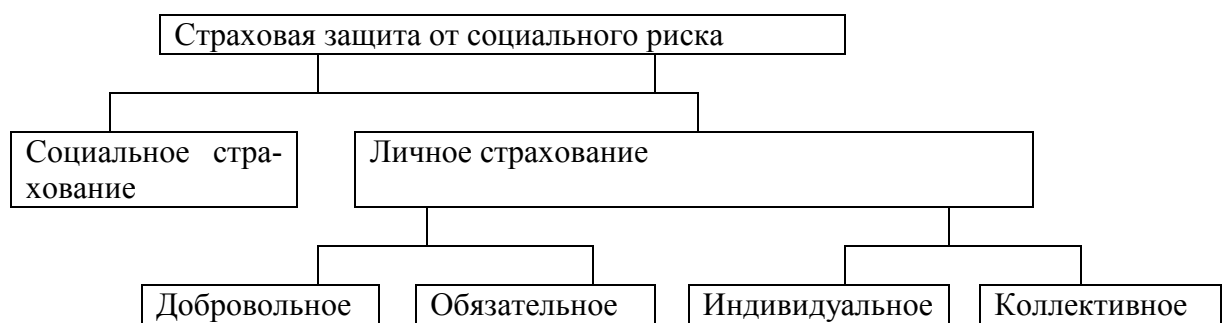 Страховая защита от социального риска
Социальное стра-
хование
Личное страхование
Добровольное
Обязательное
Индивидуальное
Коллективное